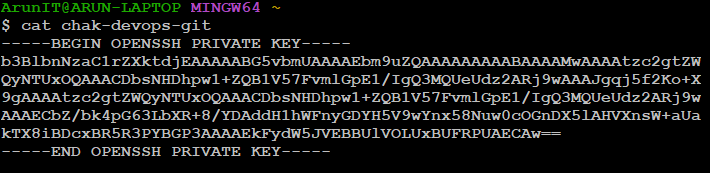 ArunIT@ARUN-LAPTOP MINGW64 ~
$ cat chak-devops-git
-----BEGIN OPENSSH PRIVATE KEY-----
b3BlbnNzaC1rZXktdjEAAAAABG5vbmUAAAAEbm9uZQAAAAAAAAABAAAAMwAAAAtzc2gtZW
QyNTUxOQAAACDbsNHDhpw1+ZQB1V57FvmlGpE1/IgQ3MQUeUdz2ARj9wAAAJgqj5f2Ko+X
9gAAAAtzc2gtZWQyNTUxOQAAACDbsNHDhpw1+ZQB1V57FvmlGpE1/IgQ3MQUeUdz2ARj9w
AAAECbZ/bk4pG63LbXR+8/YDAddH1hWFnyGDYH5V9wYnx58Nuw0cOGnDX5lAHVXnsW+aUa
kTX8iBDcxBR5R3PYBGP3AAAAEkFydW5JVEBBUlVOLUxBUFRPUAECAw==
-----END OPENSSH PRIVATE KEY-----